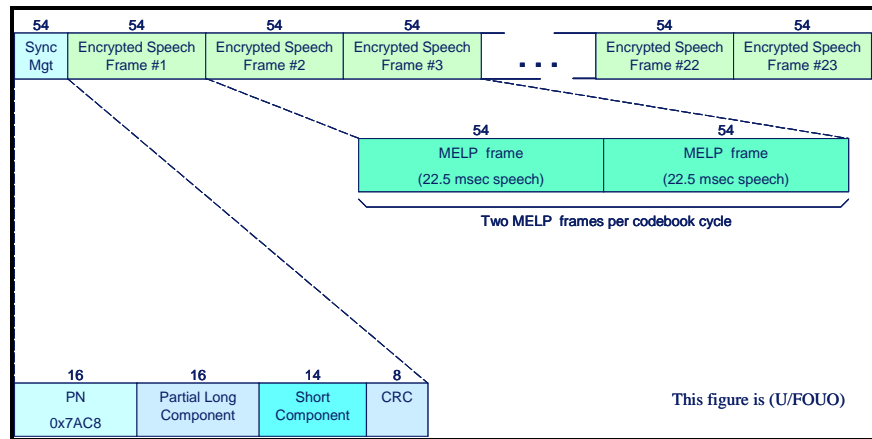 54 54 54 54 54 54
Sync Mgt
Encrypted Speech Frame #1
Encrypted Speech Frame #2
Encrypted Speech Frame #3
...
Encrypted Speech Frame #22
Encrypted Speech Frame #23
54 54
MELP frame
(22.5 msec speech)
MELP frame
(22.5 msec speech)
Two MELP frames per codebook cycle
16 16 14 8
PN
0x7AC8
Partial Long Component
Short Component
CRC
This figure is (U/FOUO)